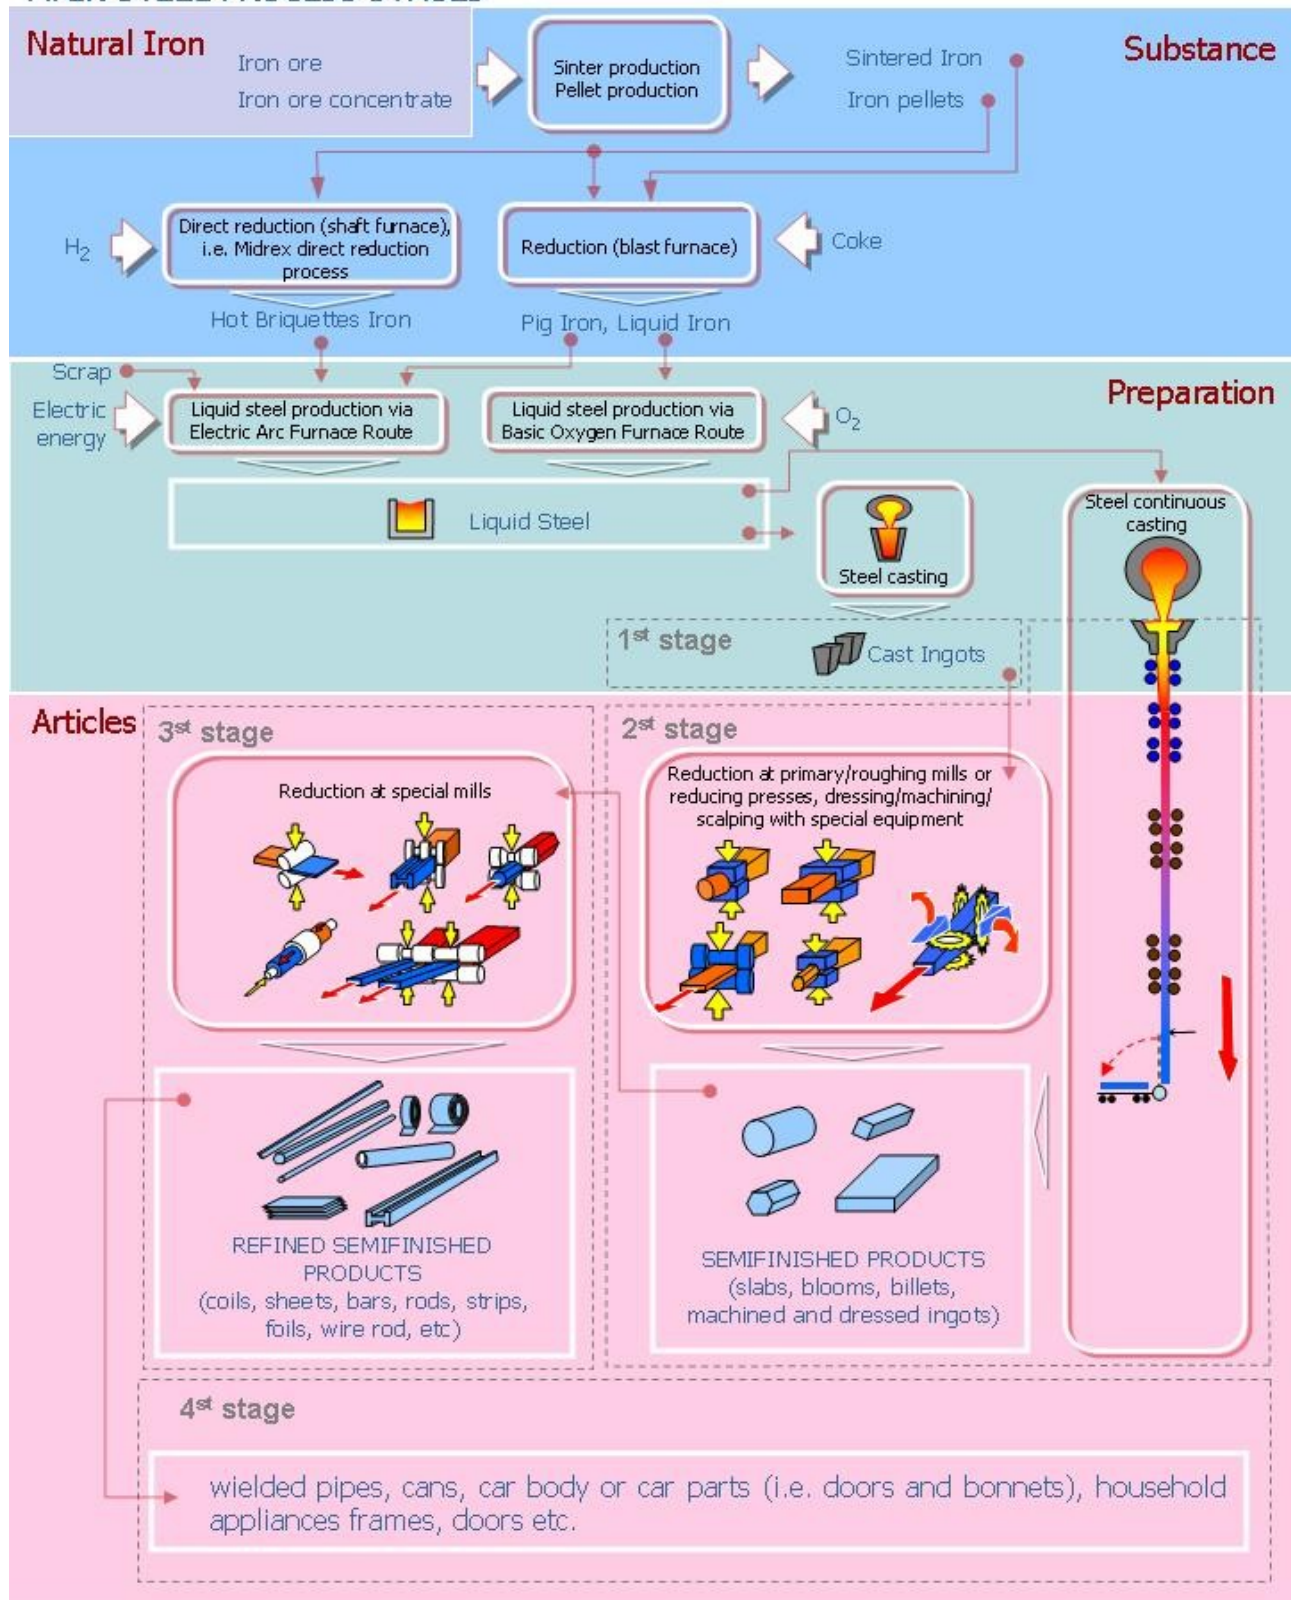 Natural Iron
Iron ore
Iron ore concentrate
Sinter production
Pellet production
Sintered Iron
Iron pellets
Substance
H2
Direct reduction (shaft furnace),
i.e. Midrex direct reduction
process
Reduction (blast furnace)
Coke
Hot Briquettes Iron
Pig Iron, Liquid Iron
Scrap
Electric
energy
Liquid steel production via
Electric Arc Furnace Route
Liquid steel production via
Basic Oxygen Furnace Route
O2
Preparation
Liquid Steel
Steel casting
Steel continuous
casting
1st stage
Cast Ingots
Articles
3st stage
Reduction at special mills
2st stage
Reduction at primary/roughing mills or
reducing presses, dressing/machining/
scalping with special equipment
REFINED SEMIFINISHED
PRODUCTS
(coils, sheets, bars, rods, strips,
foils, wire rod, etc)
SEMIFINISHED PRODUCTS
(slabs, blooms, billets,
machined and dressed ingots)
4st stage
wielded pipes, cans, car body or car parts (i.e. doors and bonnets), household
appliances frames, doors etc.